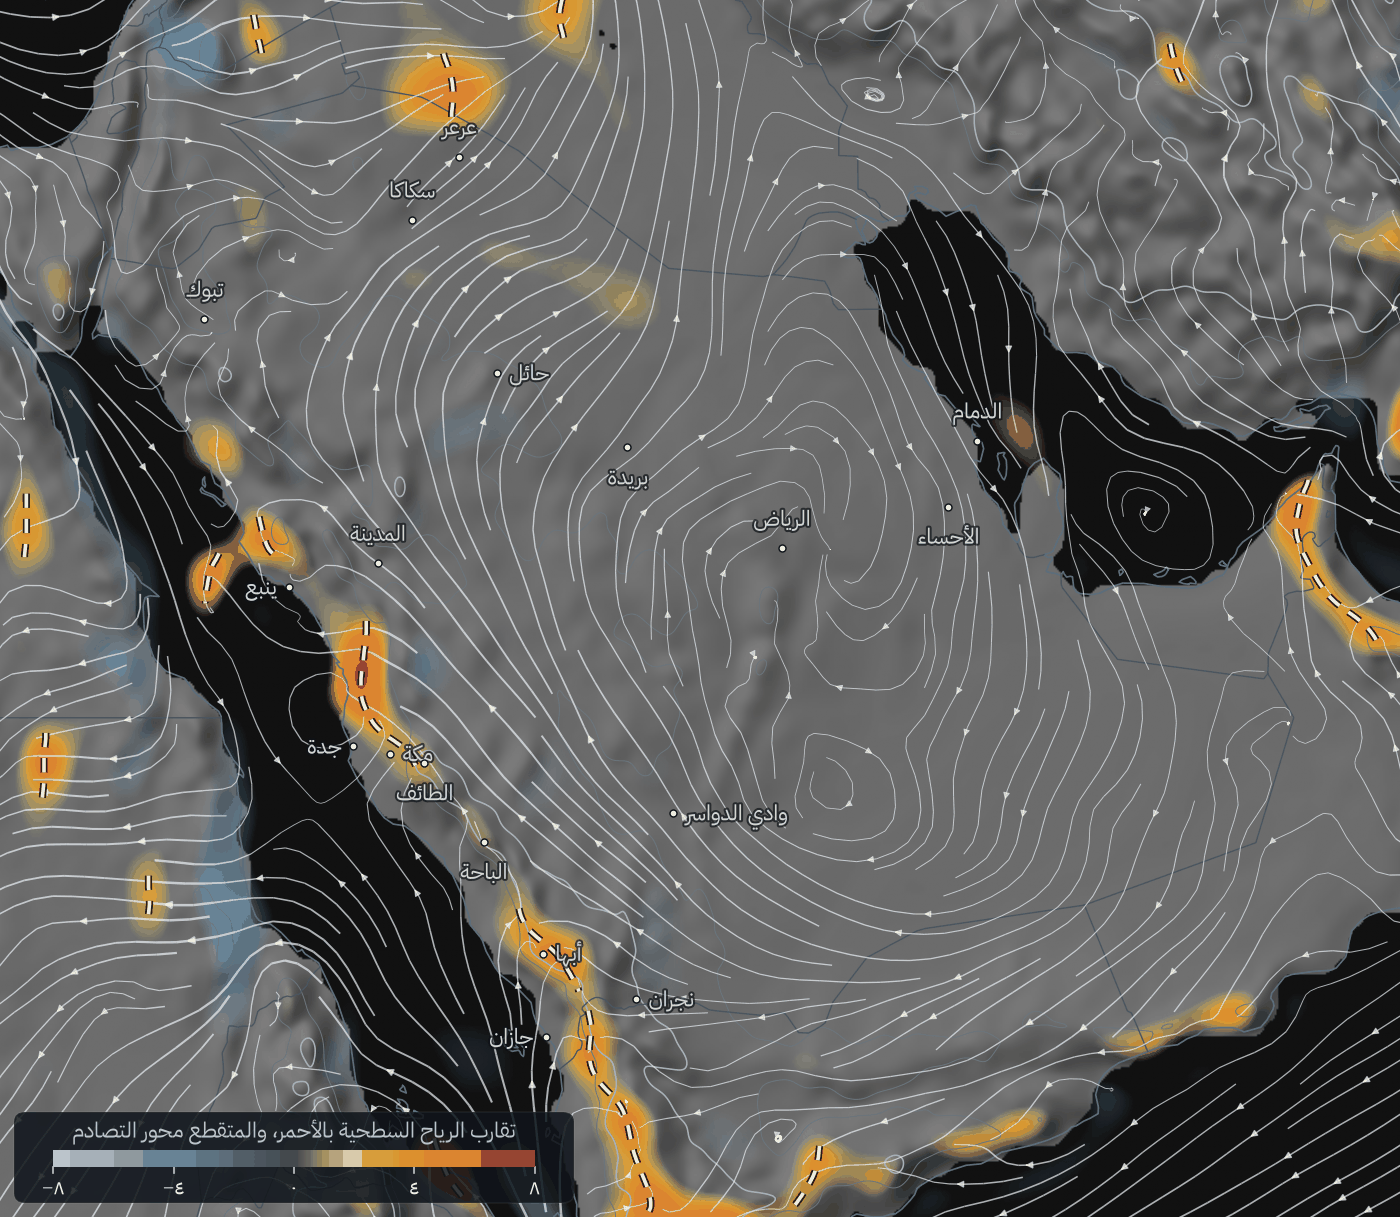 عرعر
سكاكا
تبوك
حائل
الدمام
بريدة
الرياض
الأحساء
المدينة
ينبع
جدة
مكة
الطائف
وادي الدواسر
الباحة
أبها
نجران
جازان
تقارب الرياح السطحية بالأحمر، والمتقطع محور التصادم
−٨ −٤ ٠ ٤ ٨